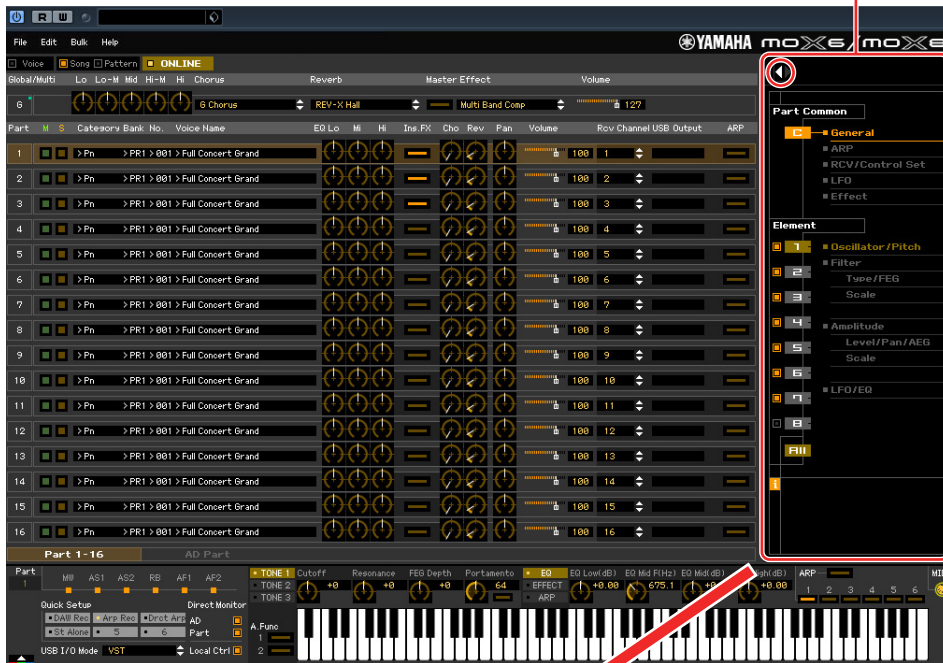 R W
File Edit Bulk Help
YAMAHA moX6/moX
Voice Song Pattern ONLINE
Global/Multi Lo Lo-M Mid Hi-M Hi Chorus Reverb Master Effect Volume
G G Chorus REV-X Hall Multi Band Comp 127
Part M S Category Bank No. Voice Name EQ Lo Mi Hi Ins.FX Cho Rev Pan Volume Rcv Channel USB Output ARP
1 > Pn > PR1 > 001 > Full Concert Grand 100 1
2 > Pn > PR1 > 001 > Full Concert Grand 100 2
3 > Pn > PR1 > 001 > Full Concert Grand 100 3
4 > Pn > PR1 > 001 > Full Concert Grand 100 4
5 > Pn > PR1 > 001 > Full Concert Grand 100 5
6 > Pn > PR1 > 001 > Full Concert Grand 100 6
7 > Pn > PR1 > 001 > Full Concert Grand 100 7
8 > Pn > PR1 > 001 > Full Concert Grand 100 8
9 > Pn > PR1 > 001 > Full Concert Grand 100 9
10 > Pn > PR1 > 001 > Full Concert Grand 100 10
11 > Pn > PR1 > 001 > Full Concert Grand 100 11
12 > Pn > PR1 > 001 > Full Concert Grand 100 12
13 > Pn > PR1 > 001 > Full Concert Grand 100 13
14 > Pn > PR1 > 001 > Full Concert Grand 100 14
15 > Pn > PR1 > 001 > Full Concert Grand 100 15
16 > Pn > PR1 > 001 > Full Concert Grand 100 16
Part 1-16 AD Part
Part Common
C General
ARP
RCV/Control Set
LFO
Effect
Element
1 Oscillator/Pitch
Filter
2 Type/FEG
3 Scale
4 Amplitude
5 Level/Pan/AEG
Scale
6
7 LFO/EQ
8
All
i
Part MW AS1 AS2 RB AF1 AF2
1
Quick Setup Direct Monitor
DAW Rec Arp Rec Drct Arp AD
St Alone 5 6 Part
USB I/O Mode VST Local Ctrl
TONE 1 Cutoff Resonance FEG Depth Portamento EQ EQ Low(dB) EQ Mid F(Hz) EQ Mid(dB) ARP
TONE 2 +0 +0 +0 64 EFFECT +0.00 675.1 +0.00 1 2 3 4 5 6
TONE 3 ARP
A.Func
1
2